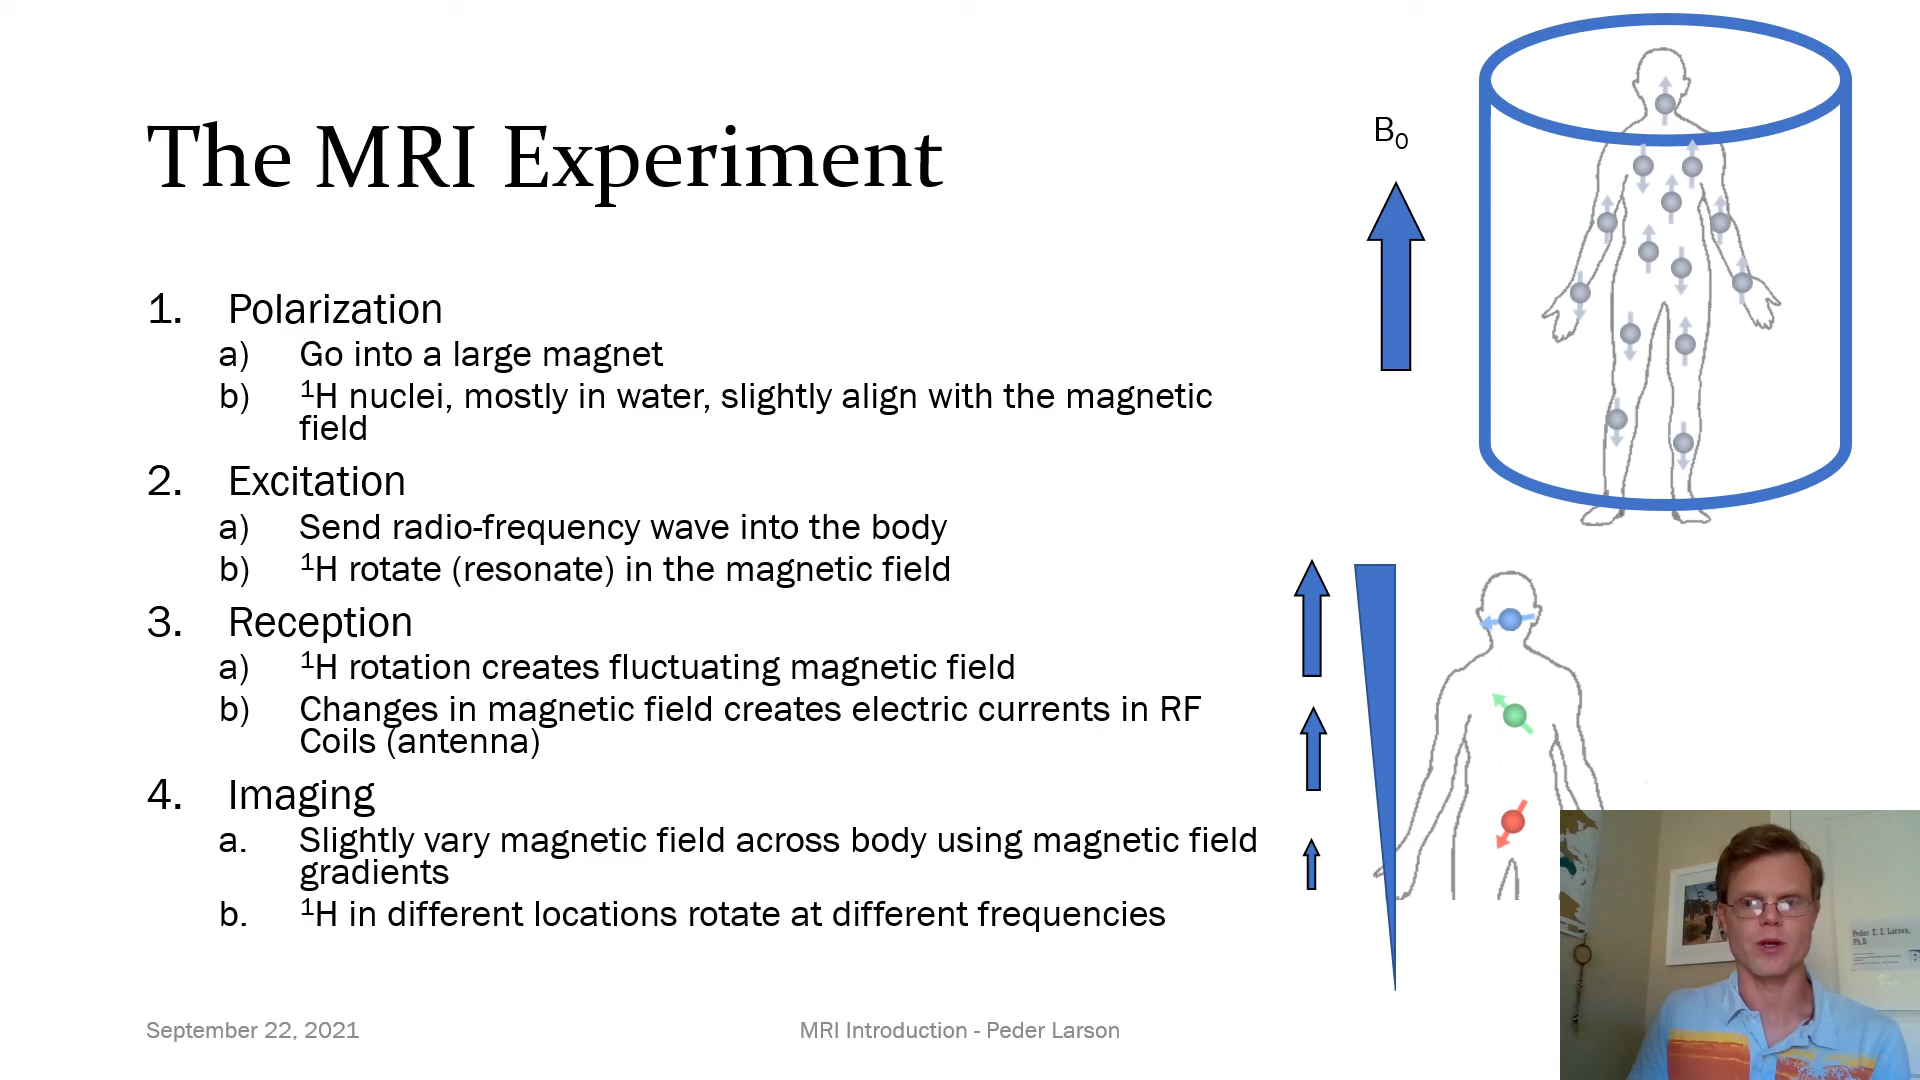 The MRI Experiment
B₀
1. Polarization
a) Go into a large magnet
b) ¹H nuclei, mostly in water, slightly align with the magnetic
field
2. Excitation
a) Send radio-frequency wave into the body
b) ¹H rotate (resonate) in the magnetic field
3. Reception
a) ¹H rotation creates fluctuating magnetic field
b) Changes in magnetic field creates electric currents in RF
Coils (antenna)
4. Imaging
a. Slightly vary magnetic field across body using magnetic field
gradients
b. ¹H in different locations rotate at different frequencies
Peder E. Z. Larson,
Ph.D.
September 22, 2021
MRI Introduction - Peder Larson